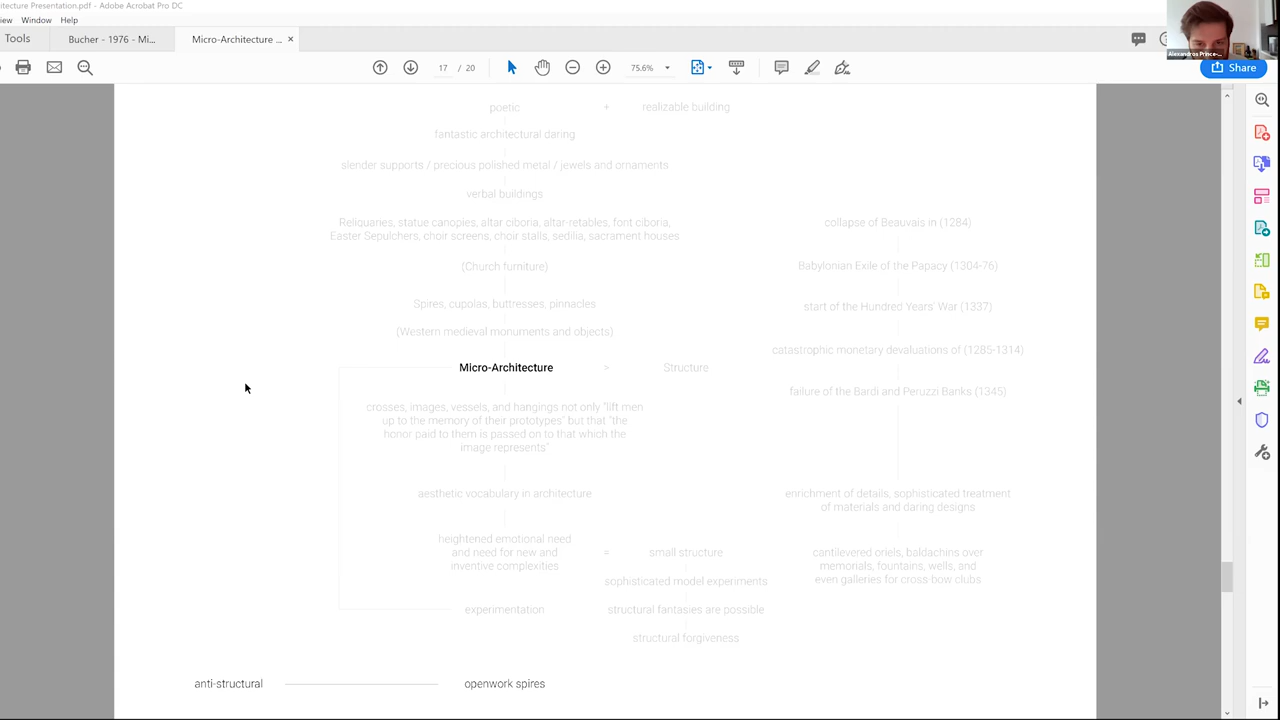 itecture Presentation.pdf - Adobe Acrobat Pro DC
iew Window Help
Tools Bucher - 1976 - Mi... Micro-Architecture ... ×
17 / 20 75.6% Share
Alexandros Prince-...
poetic + realizable building
fantastic architectural daring
slender supports / precious polished metal / jewels and ornaments
verbal buildings
Reliquaries, statue canopies, altar ciboria, altar-retables, font ciboria,
Easter Sepulchers, choir screens, choir stalls, sedilia, sacrament houses
collapse of Beauvais in (1284)
(Church furniture)
Babylonian Exile of the Papacy (1304-76)
Spires, cupolas, buttresses, pinnacles
start of the Hundred Years' War (1337)
(Western medieval monuments and objects)
catastrophic monetary devaluations of (1285-1314)
Micro-Architecture > Structure
failure of the Bardi and Peruzzi Banks (1345)
crosses, images, vessels, and hangings not only "lift men
up to the memory of their prototypes" but that "the
honor paid to them is passed on to that which the
image represents"
aesthetic vocabulary in architecture
enrichment of details, sophisticated treatment
of materials and daring designs
heightened emotional need
and need for new and
inventive complexities
= small structure
cantilevered oriels, baldachins over
memorials, fountains, wells, and
even galleries for cross-bow clubs
sophisticated model experiments
experimentation
structural fantasies are possible
structural forgiveness
anti-structural openwork spires